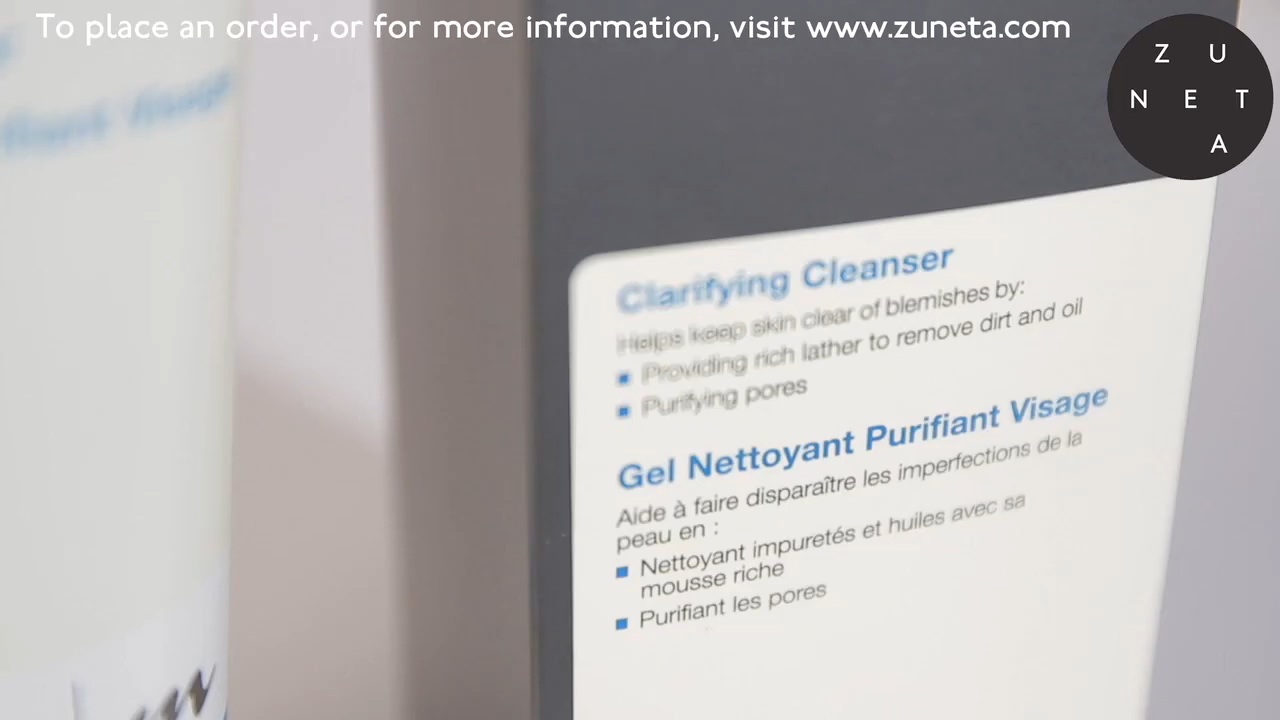 To place an order, or for more information, visit www.zuneta.com
Z U
N E T
A
Clarifying Cleanser
Helps keep skin clear of blemishes by:
Providing rich lather to remove dirt and oil
Purifying pores
Gel Nettoyant Purifiant Visage
Aide à faire disparaître les imperfections de la
peau en :
Nettoyant impuretés et huiles avec sa
mousse riche
Purifiant les pores
Visage